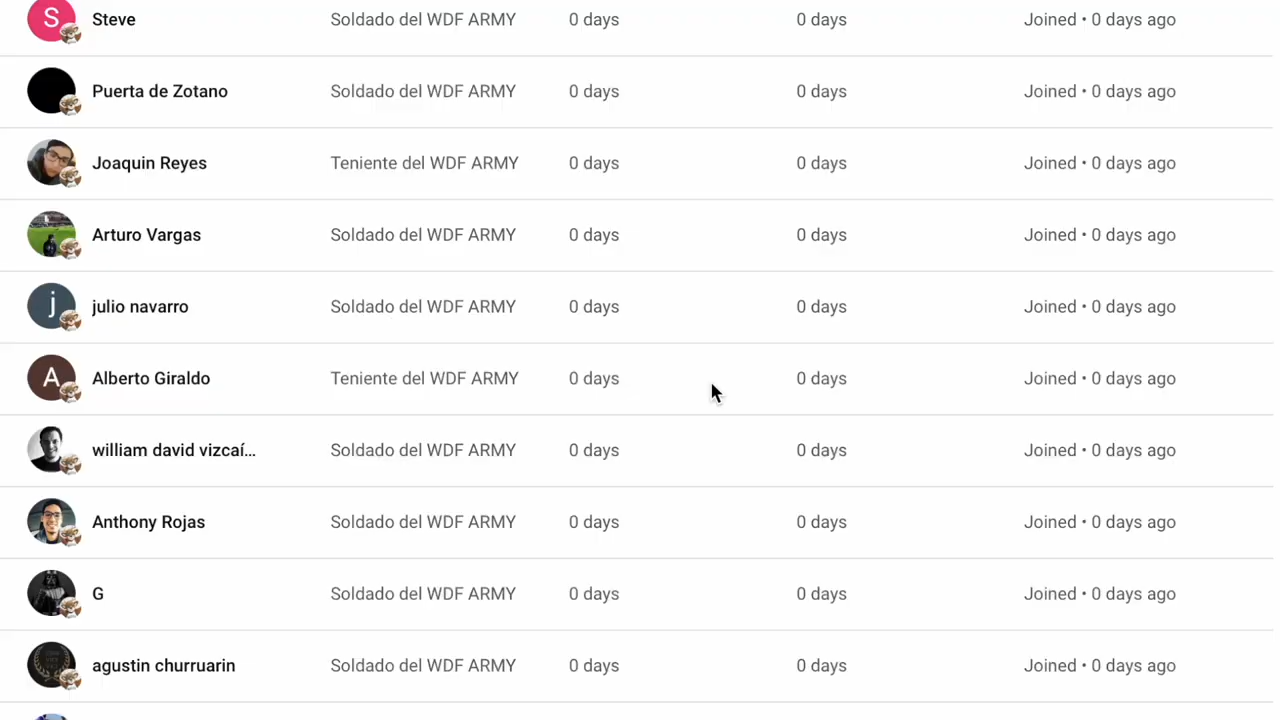 S Steve Soldado del WDF ARMY 0 days 0 days Joined • 0 days ago
Puerta de Zotano Soldado del WDF ARMY 0 days 0 days Joined • 0 days ago
Joaquin Reyes Teniente del WDF ARMY 0 days 0 days Joined • 0 days ago
Arturo Vargas Soldado del WDF ARMY 0 days 0 days Joined • 0 days ago
j julio navarro Soldado del WDF ARMY 0 days 0 days Joined • 0 days ago
A Alberto Giraldo Teniente del WDF ARMY 0 days 0 days Joined • 0 days ago
william david vizcaí... Soldado del WDF ARMY 0 days 0 days Joined • 0 days ago
Anthony Rojas Soldado del WDF ARMY 0 days 0 days Joined • 0 days ago
G Soldado del WDF ARMY 0 days 0 days Joined • 0 days ago
agustin churruarin Soldado del WDF ARMY 0 days 0 days Joined • 0 days ago